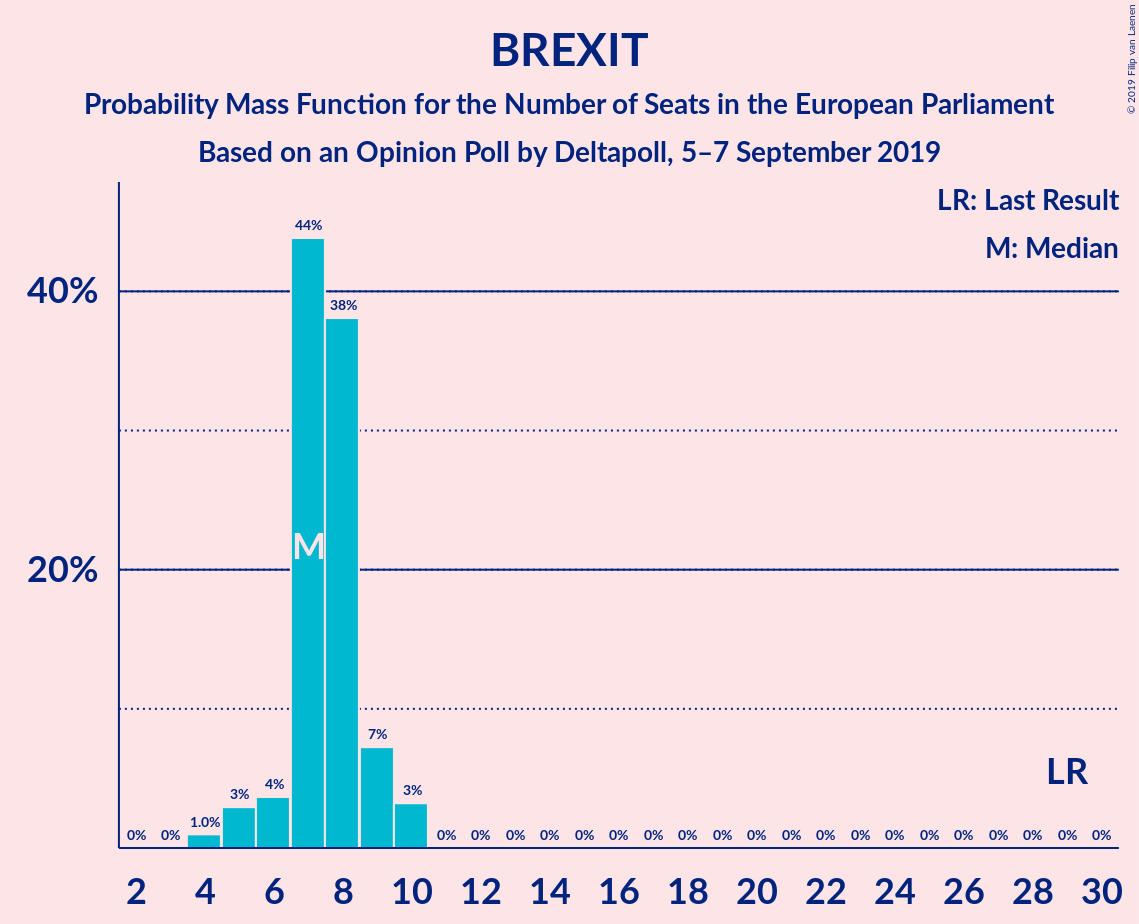 BREXIT
Probability Mass Function for the Number of Seats in the European Parliament
Based on an Opinion Poll by Deltapoll, 5–7 September 2019
© 2019 Filip van Laenen
LR: Last Result
M: Median
40%
20%
44%
38%
M
7%
4%
3%
3%
1.0%
LR
0% 0% 0% 0% 0% 0% 0% 0% 0% 0% 0% 0% 0% 0% 0% 0% 0% 0% 0% 0% 0% 0%
2 4 6 8 10 12 14 16 18 20 22 24 26 28 30